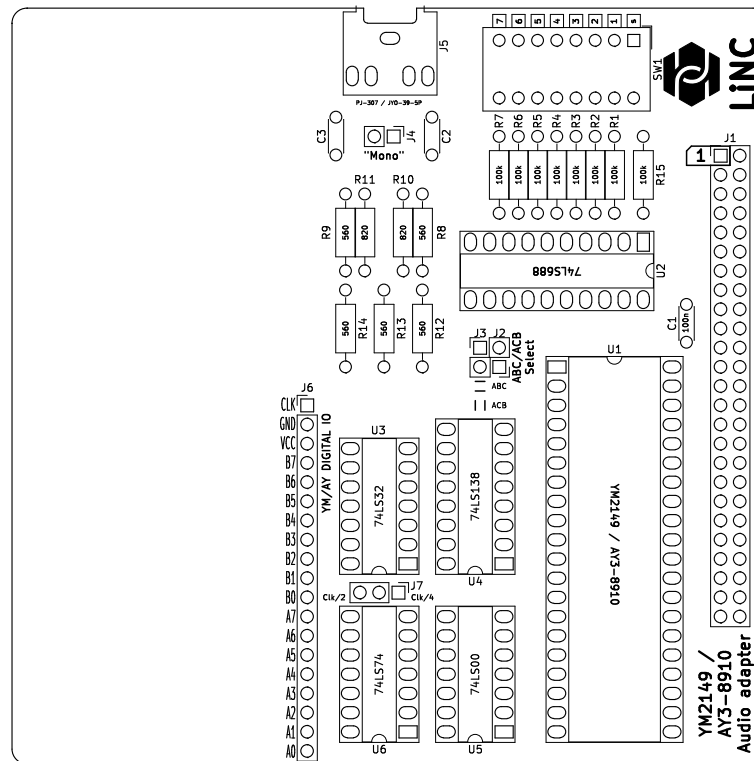 7 6 5 4 3 2 1 s
J5
SW1
LiNC
PJ-307 / JY0-39-5P
C3
J4
C2
"Mono"
R7 R6 R5 R4 R3 R2 R1
100k 100k 100k 100k 100k 100k 100k 100k
R15
J1
1
R11 R10
R9 560 820 820 560 R8
74LS688
U2
560 R14 560 R13 560 R12
C1 100n
J3 J2
ABC/ACB
Select
ABC
ACB
U1
YM2149 / AY3-8910
J6
CLK
GND
VCC
B7
B6
B5
B4
B3
B2
B1
B0
A7
A6
A5
A4
A3
A2
A1
A0
YM/AY DIGITAL IO
U3
74LS32
74LS138
U4
J7
Clk/2 Clk/4
74LS74
U6
74LS00
U5
YM2149 /
AY3-8910
Audio adapter